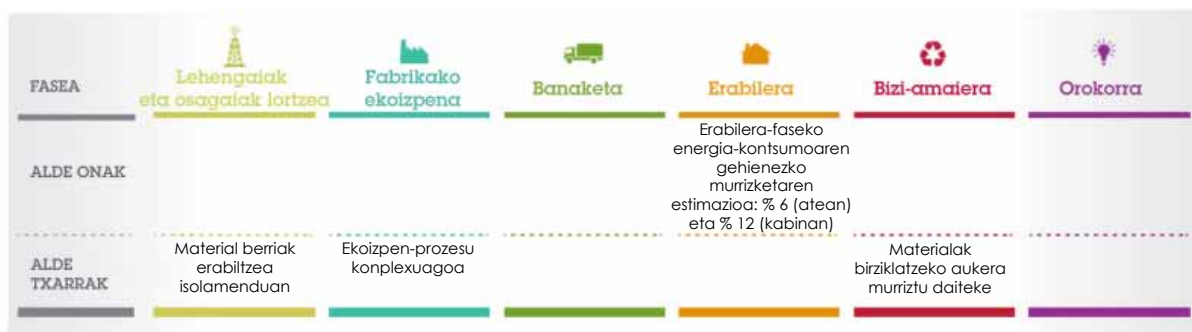 FASEA
Lehengaiak
eta osagaiak lortzea
Fabrikako
ekoizpena
Banaketa
Erabilera
Bizi-amaiera
Orokorra
ALDE ONAK
Erabilera-faseko
energia-kontsumoaren
gehienezko
murrizketaren
estimazioa: % 6 (atean)
eta % 12 (kabinan)
ALDE
TXARRAK
Material berriak
erabiltzea
isolamenduan
Ekoizpen-prozesu
konplexuagoa
Materialak
birziklatzeko aukera
murriztu daiteke